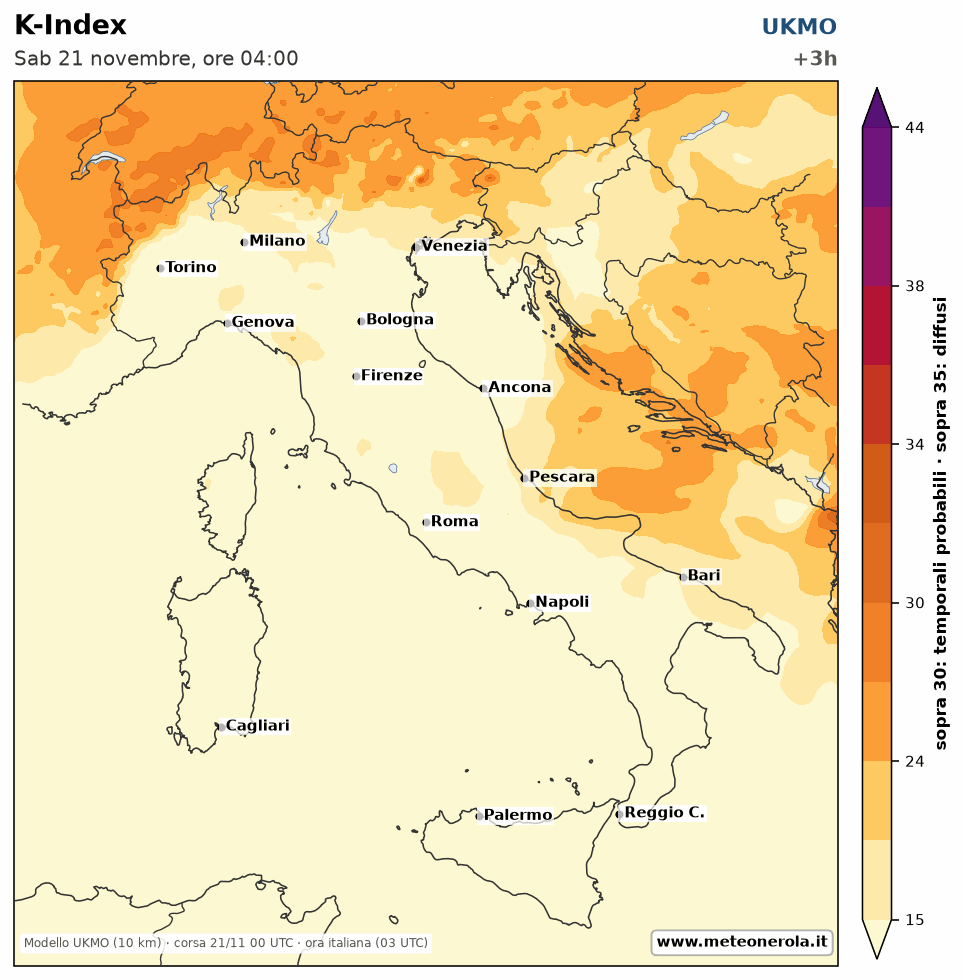 K-Index
UKMO
Sab 21 novembre, ore 04:00
+3h
Milano
Venezia
Torino
Genova
Bologna
Firenze
Ancona
Pescara
Roma
Bari
Napoli
Cagliari
Palermo
Reggio C.
44
38
34
30
24
15
sopra 30: temporali probabili · sopra 35: diffusi
Modello UKMO (10 km) · corsa 21/11 00 UTC · ora italiana (03 UTC)
www.meteonerola.it